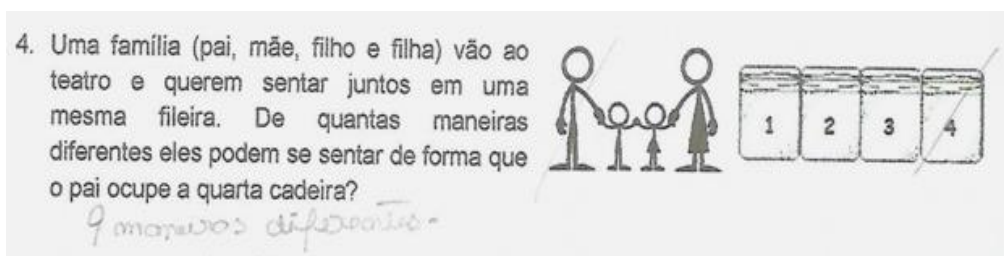 4. Uma família (pai, mãe, filho e filha) vão ao
teatro e querem sentar juntos em uma
mesma fileira. De quantas maneiras
diferentes eles podem se sentar de forma que
o pai ocupe a quarta cadeira?
1 2 3 4
9 maneiras diferentes.